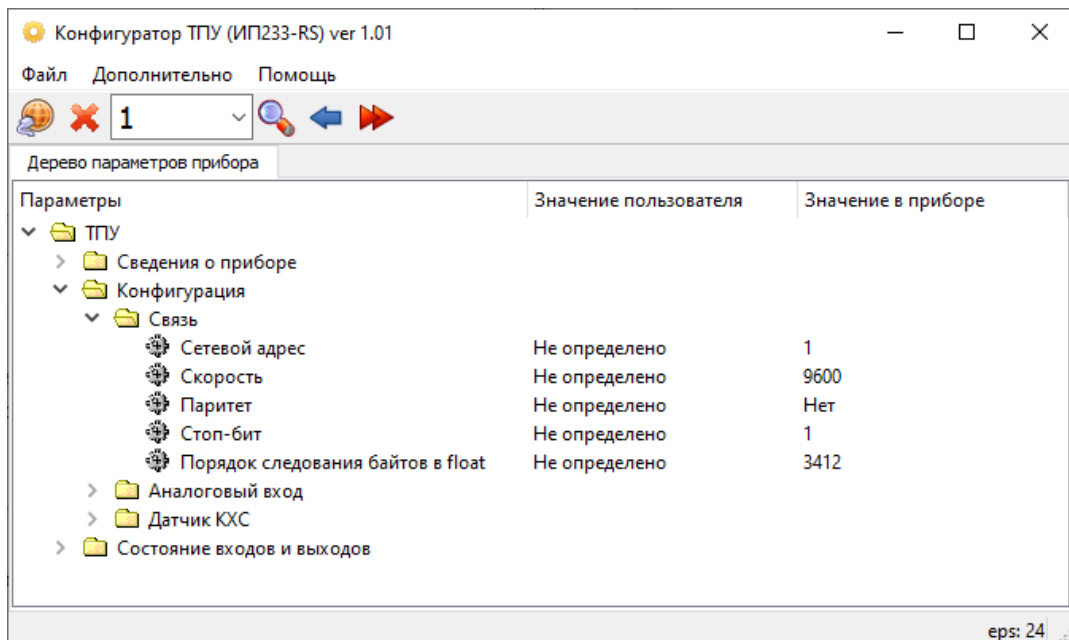 Конфигуратор ТПУ (ИП233-RS) ver 1.01
Файл Дополнительно Помощь
1
Дерево параметров прибора
Параметры Значение пользователя Значение в приборе
ТПУ
Сведения о приборе
Конфигурация
Связь
Сетевой адрес Не определено 1
Скорость Не определено 9600
Паритет Не определено Нет
Стоп-бит Не определено 1
Порядок следования байтов в float Не определено 3412
Аналоговый вход
Датчик КХС
Состояние входов и выходов
eps: 24